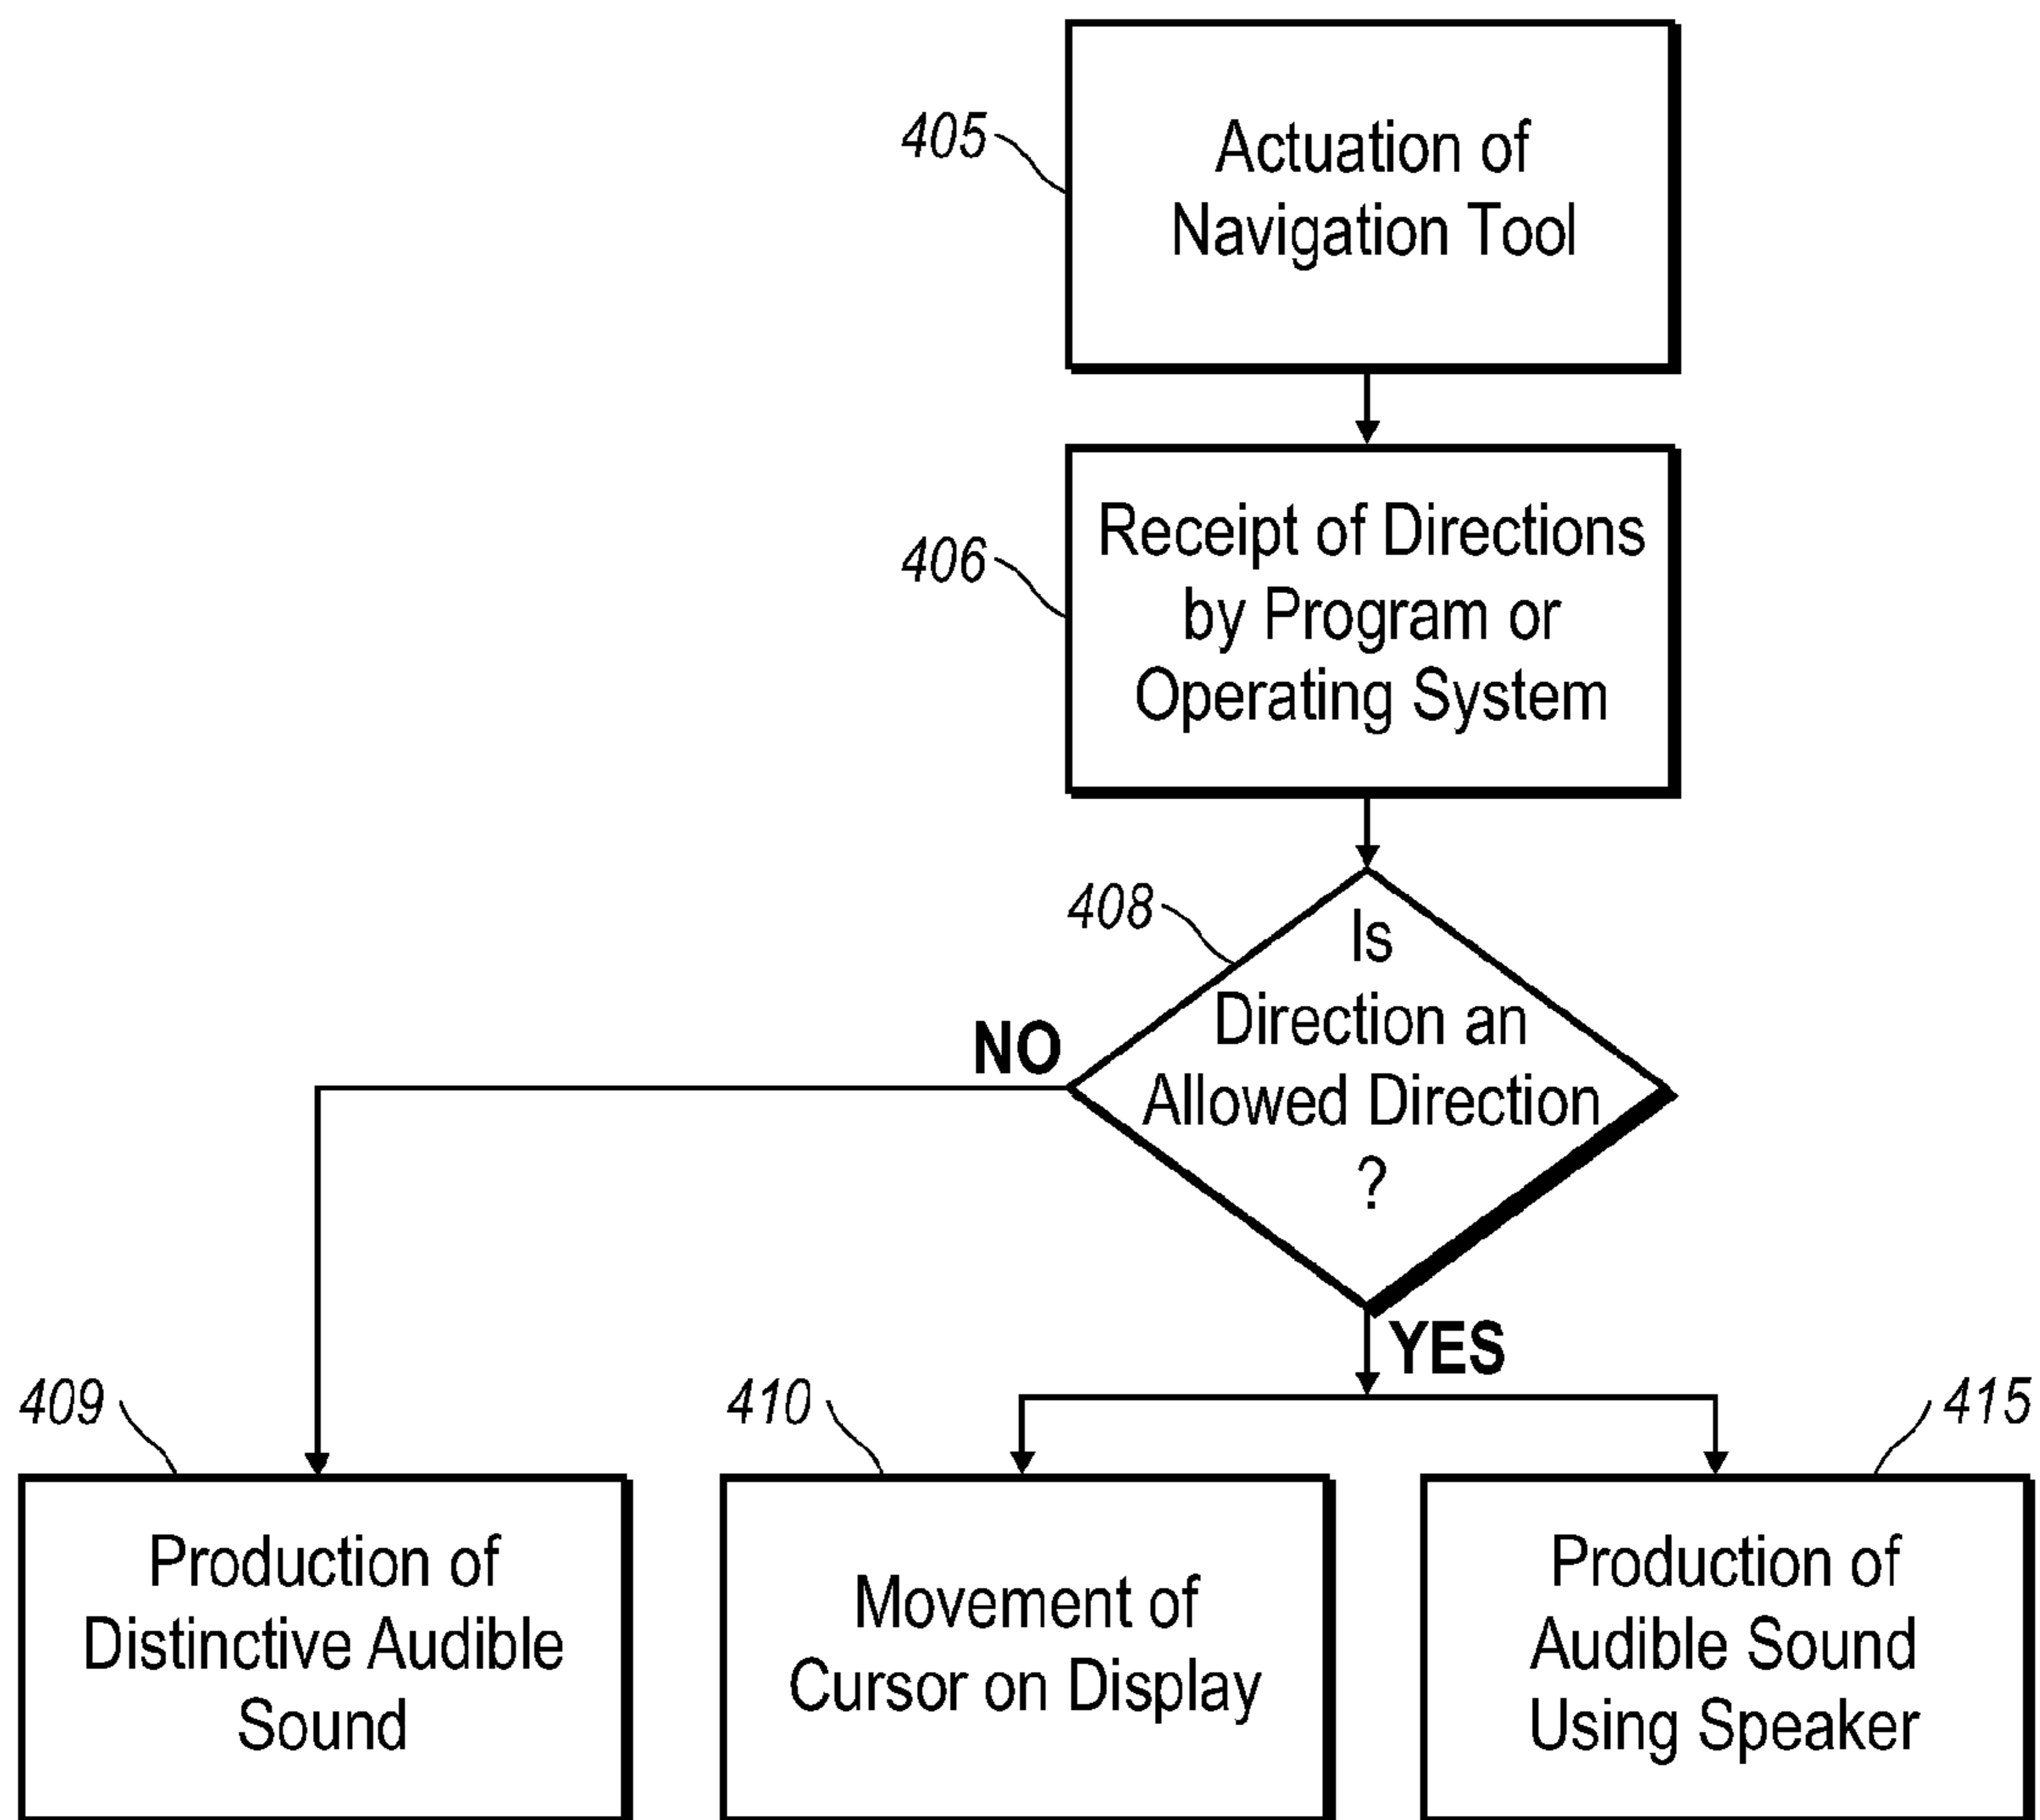 405
Actuation of
Navigation Tool
406
Receipt of Directions
by Program or
Operating System
408
Is
Direction an
Allowed Direction
?
NO
YES
409
Production of
Distinctive Audible
Sound
410
Movement of
Cursor on Display
415
Production of
Audible Sound
Using Speaker